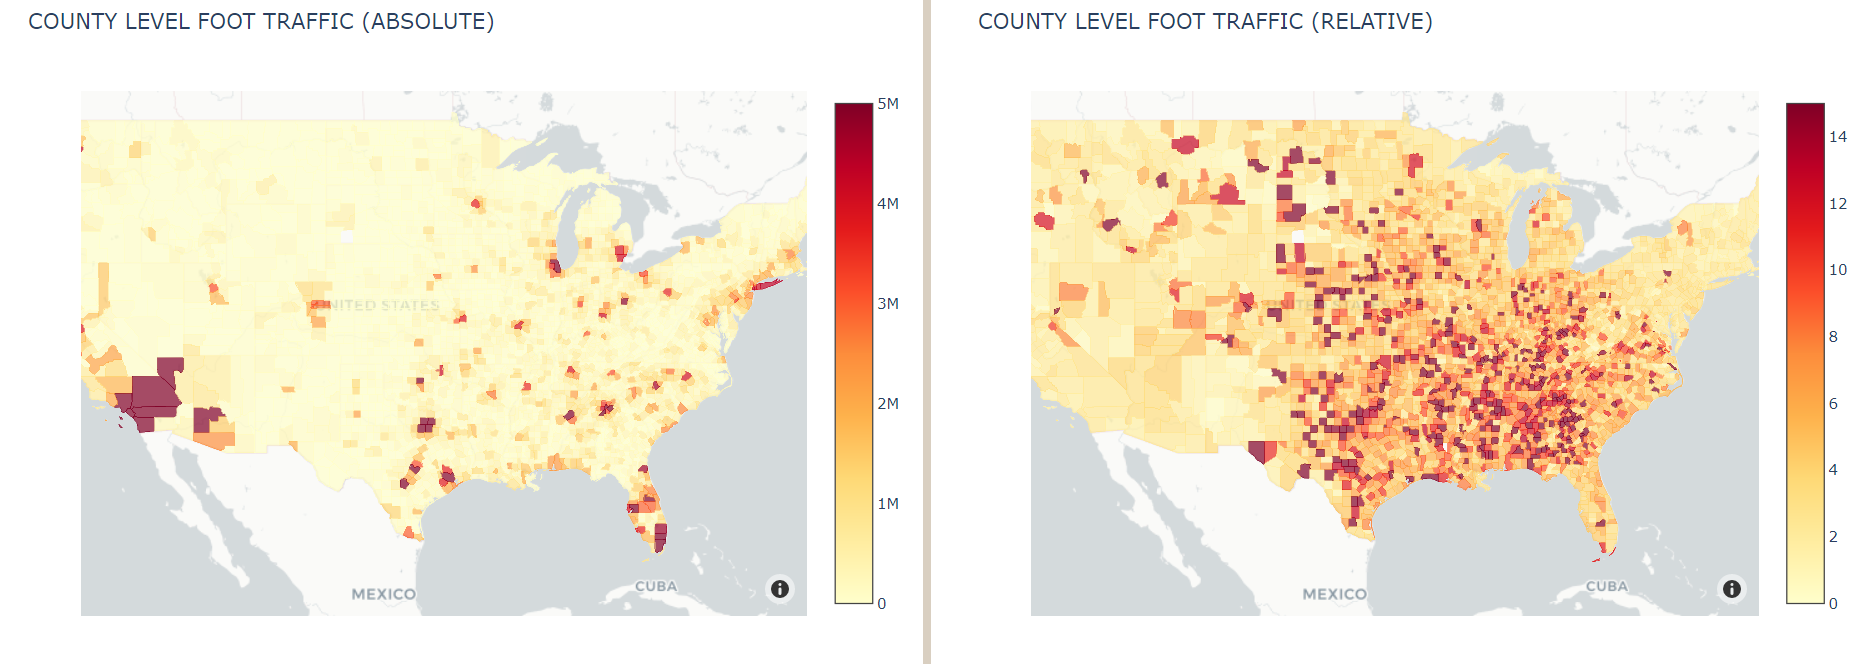 COUNTY LEVEL FOOT TRAFFIC (ABSOLUTE)
UNITED STATES
MEXICO
CUBA
5M
4M
3M
2M
1M
0
COUNTY LEVEL FOOT TRAFFIC (RELATIVE)
MEXICO
CUBA
14
12
10
8
6
4
2
0